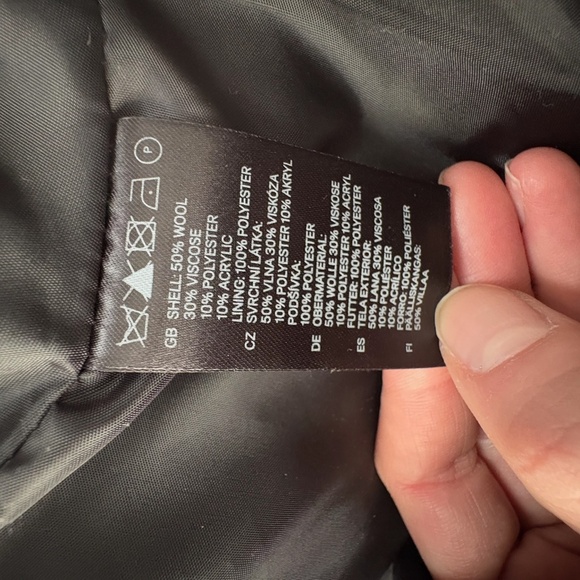 P
GB SHELL: 50% WOOL
30% VISCOSE
10% POLYESTER
10% ACRYLIC
LINING: 100% POLYESTER
CZ SVRCHNÍ LÁTKA:
50% VLNA 30% VISKÓZA
10% POLYESTER 10% AKRYL
PODŠÍVKA:
100% POLYESTER
DE OBERMATERIAL:
50% WOLLE 30% VISKOSE
10% POLYESTER 10% ACRYL
FUTTER: 100% POLYESTER
ES TELA EXTERIOR:
50% LANA 30% VISCOSA
10% POLIÉSTER
10% ACRÍLICO
FORRO: 100% POLIÉSTER
FI PÄÄLLISKANGAS:
50% VILLAA